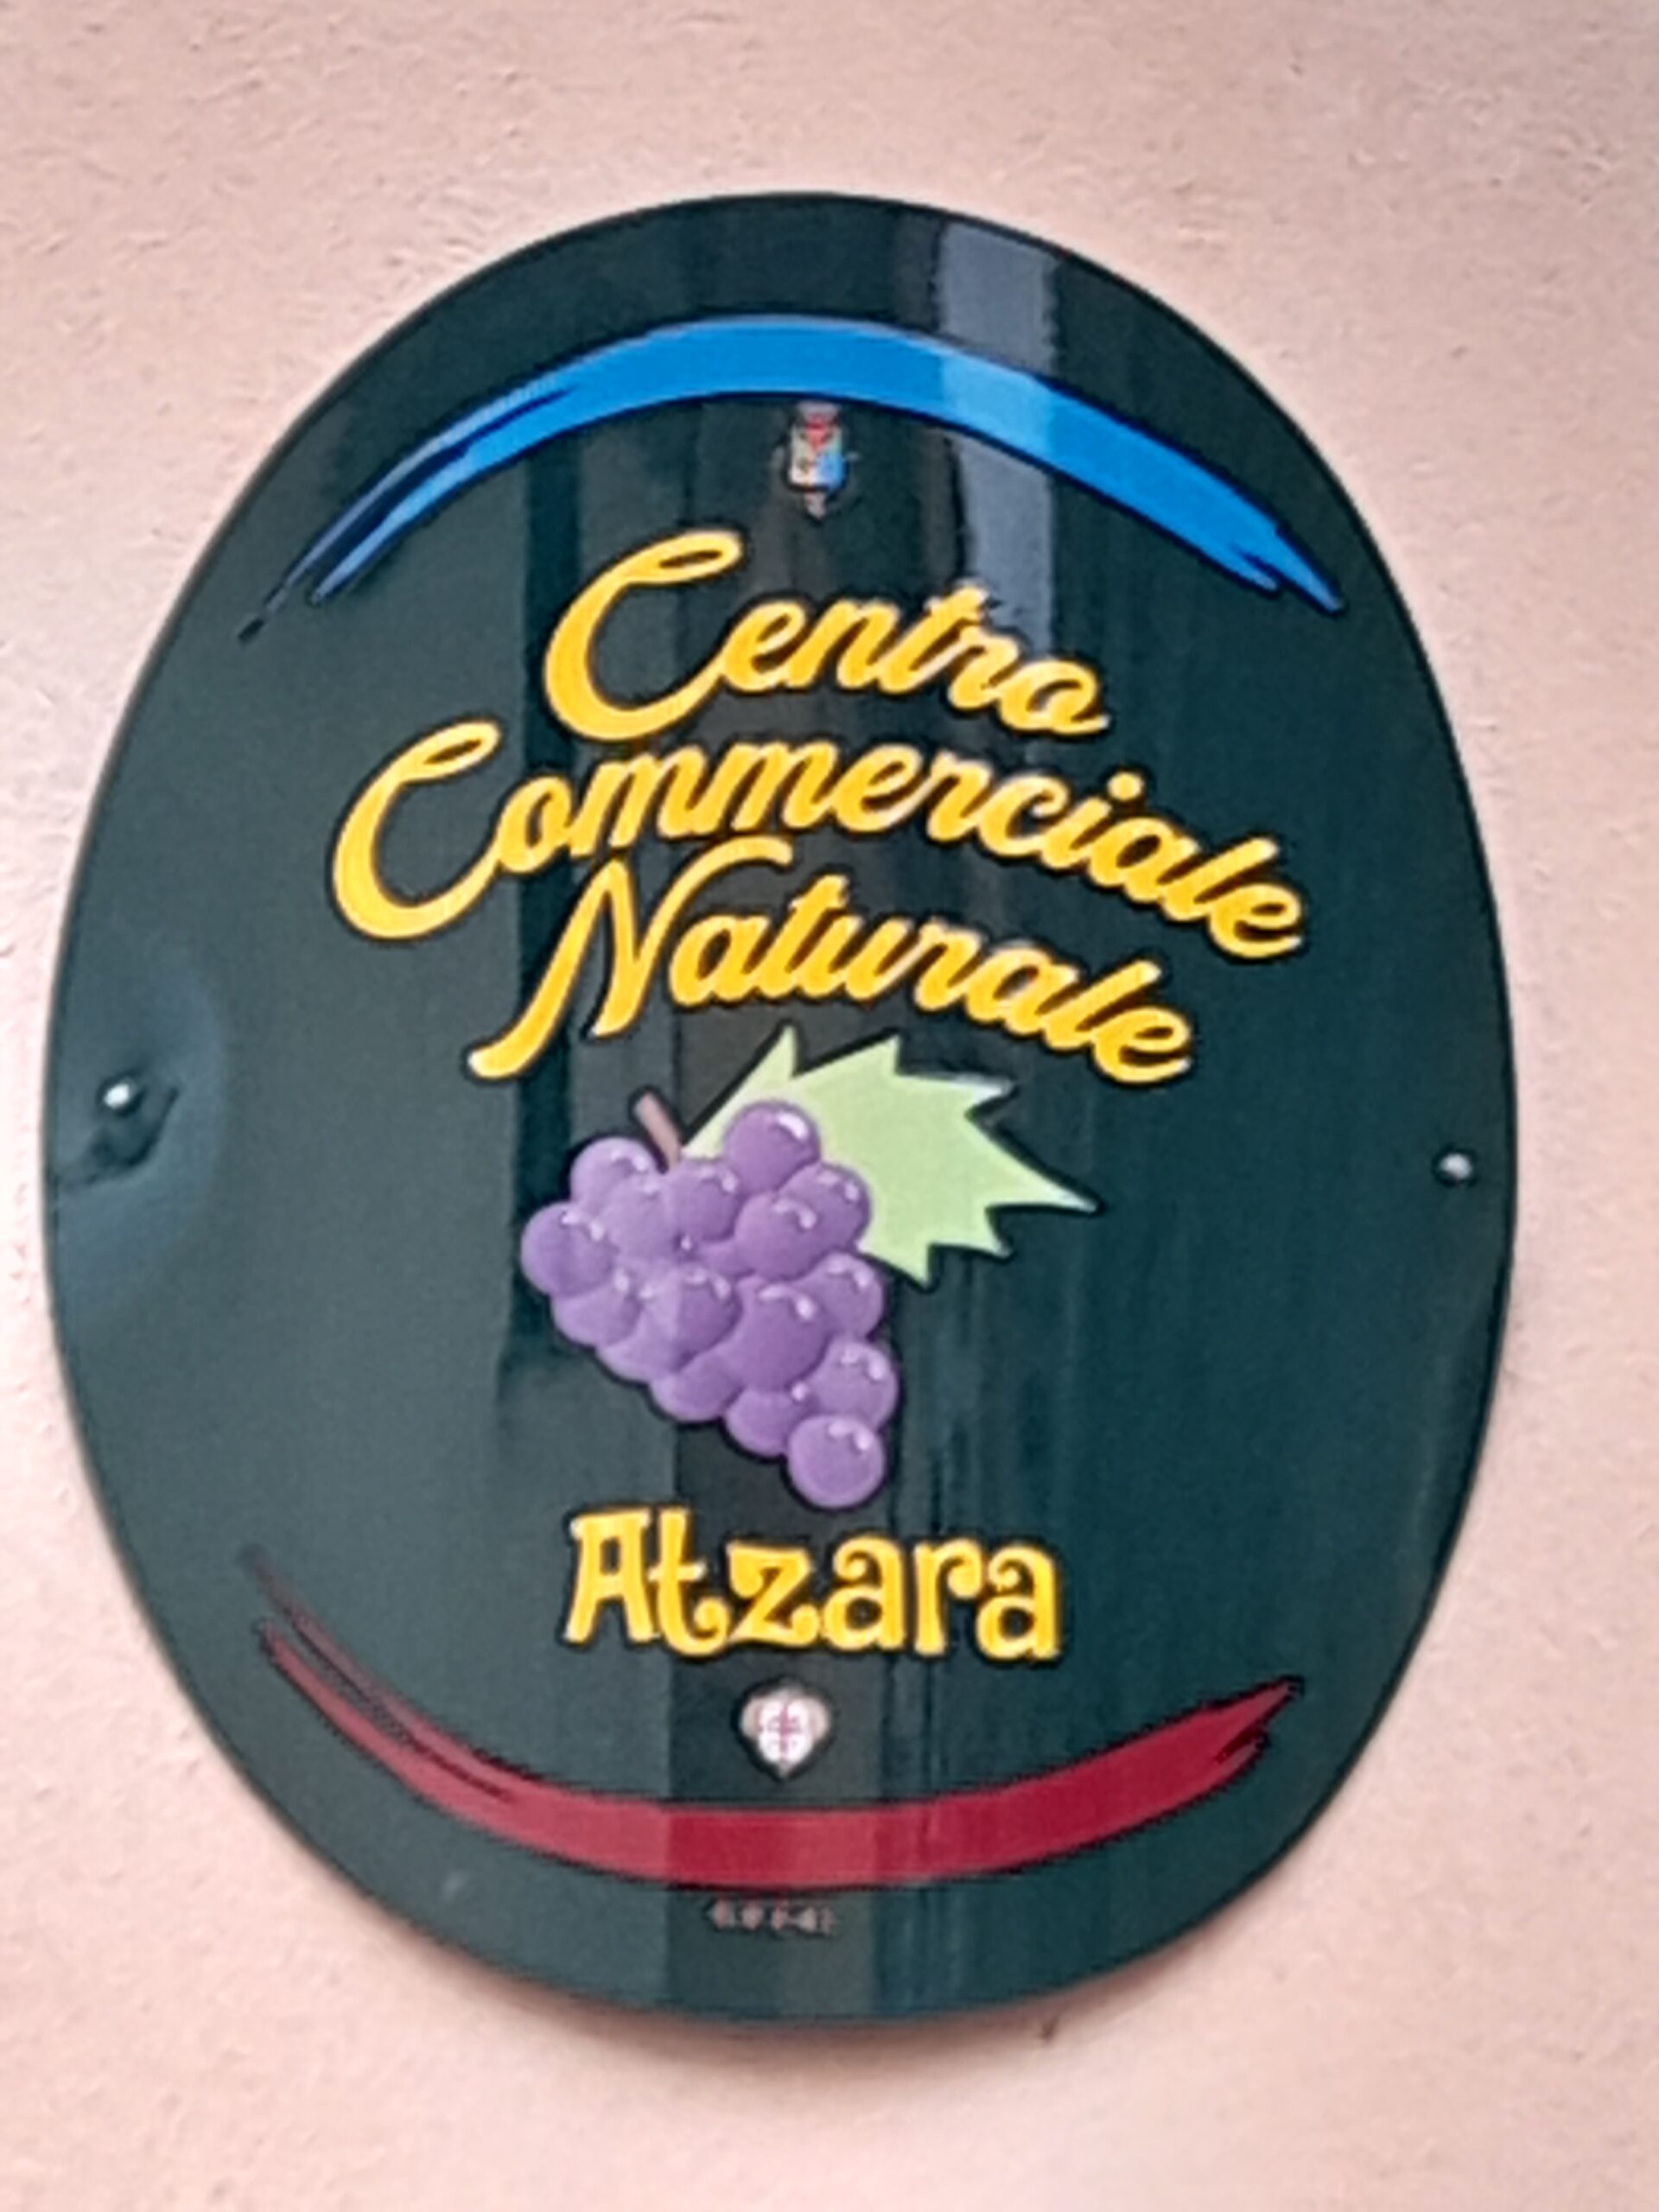 Centro
Commerciale
Naturale
Atzara